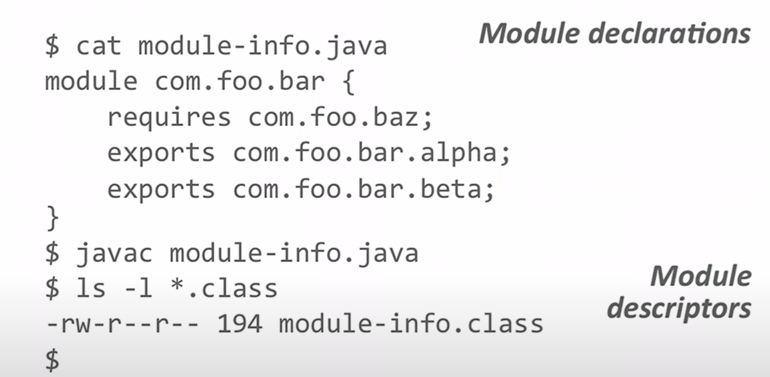 Module declarations
$ cat module-info.java
module com.foo.bar {
    requires com.foo.baz;
    exports com.foo.bar.alpha;
    exports com.foo.bar.beta;
}
$ javac module-info.java
$ ls -l *.class
-rw-r--r-- 194 module-info.class
$
Module
descriptors